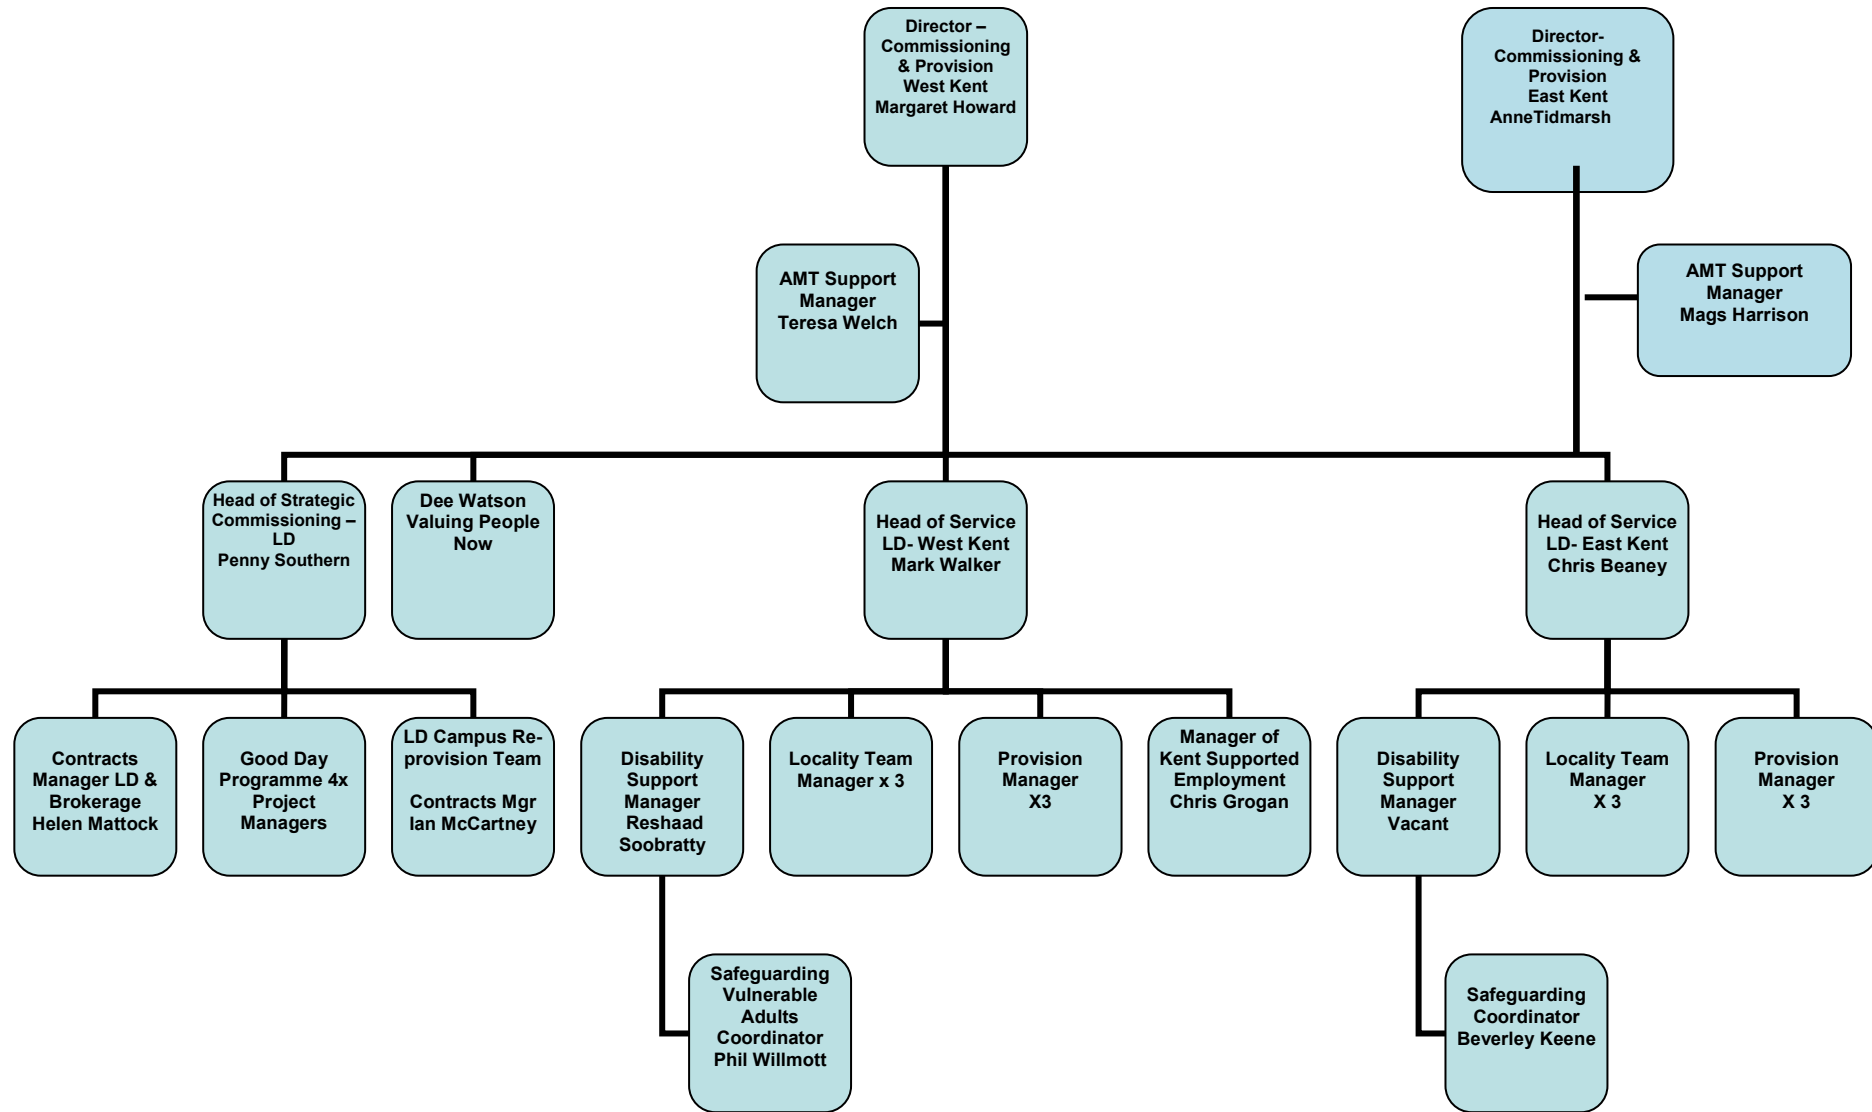 Director –
Commissioning
& Provision
West Kent
Margaret Howard
Director-
Commissioning &
Provision
East Kent
AnneTidmarsh
AMT Support
Manager
Teresa Welch
AMT Support
Manager
Mags Harrison
Head of Strategic
Commissioning –
LD
Penny Southern
Dee Watson
Valuing People
Now
Head of Service
LD- West Kent
Mark Walker
Head of Service
LD- East Kent
Chris Beaney
Contracts
Manager LD &
Brokerage
Helen Mattock
Good Day
Programme 4x
Project
Managers
LD Campus Re-
provision Team
Contracts Mgr
Ian McCartney
Disability
Support
Manager
Reshaad
Soobratty
Locality Team
Manager x 3
Provision
Manager
X3
Manager of
Kent Supported
Employment
Chris Grogan
Disability
Support
Manager
Vacant
Locality Team
Manager
X 3
Provision
Manager
X 3
Safeguarding
Vulnerable
Adults
Coordinator
Phil Willmott
Safeguarding
Coordinator
Beverley Keene